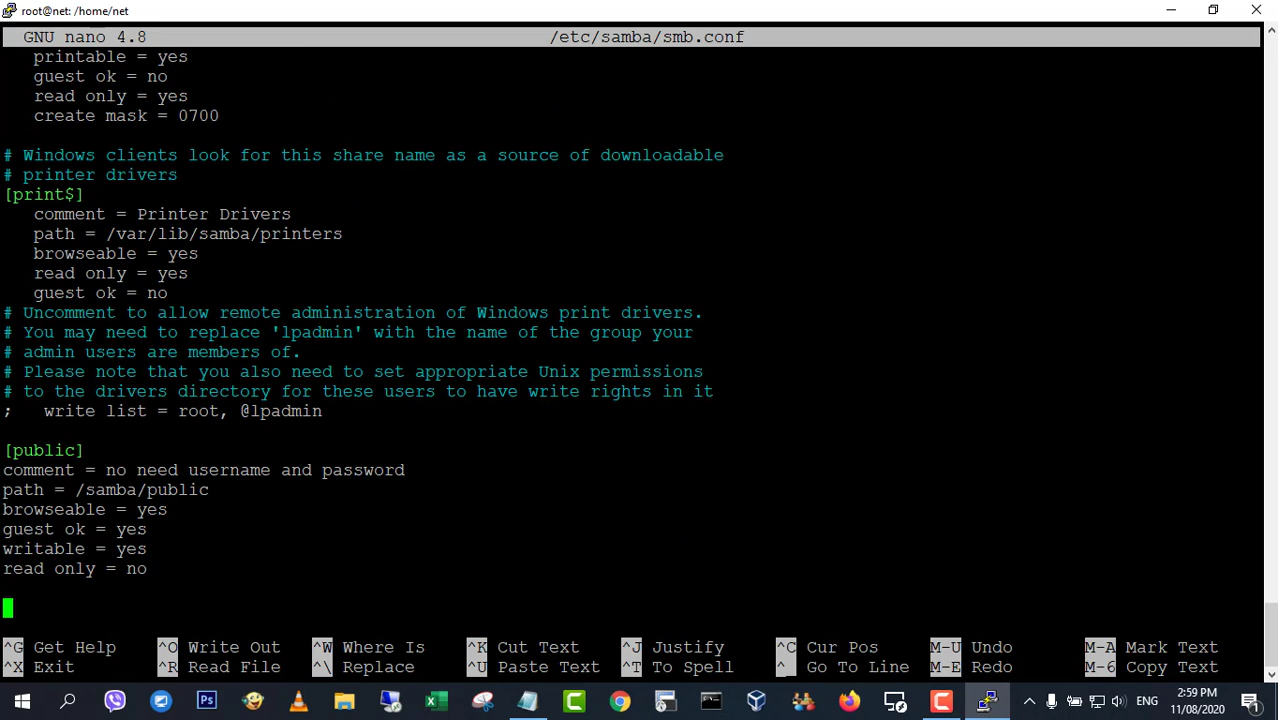 root@net: /home/net
GNU nano 4.8 /etc/samba/smb.conf
printable = yes
guest ok = no
read only = yes
create mask = 0700
# Windows clients look for this share name as a source of downloadable
# printer drivers
[print$]
comment = Printer Drivers
path = /var/lib/samba/printers
browseable = yes
read only = yes
guest ok = no
# Uncomment to allow remote administration of Windows print drivers.
# You may need to replace 'lpadmin' with the name of the group your
# admin users are members of.
# Please note that you also need to set appropriate Unix permissions
# to the drivers directory for these users to have write rights in it
; write list = root, @lpadmin
[public]
comment = no need username and password
path = /samba/public
browseable = yes
guest ok = yes
writable = yes
read only = no
^G Get Help ^O Write Out ^W Where Is ^K Cut Text ^J Justify ^C Cur Pos M-U Undo M-A Mark Text
^X Exit ^R Read File ^\ Replace ^U Paste Text ^T To Spell ^_ Go To Line M-E Redo M-6 Copy Text
Ps ENG 2:59 PM
11/08/2020 1